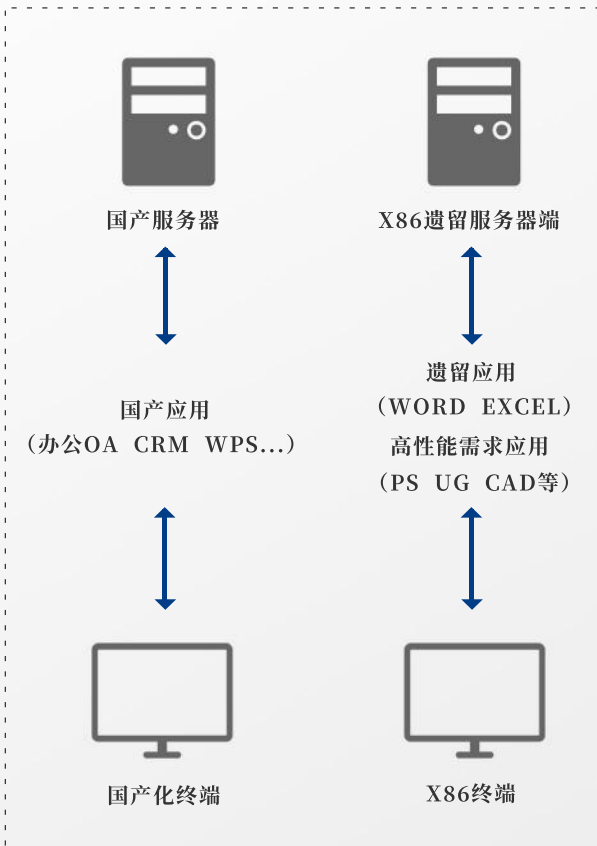 国产服务器
X86遗留服务器端
国产应用
（办公OA CRM WPS...）
遗留应用
（WORD EXCEL）
高性能需求应用
（PS UG CAD等）
国产化终端
X86终端